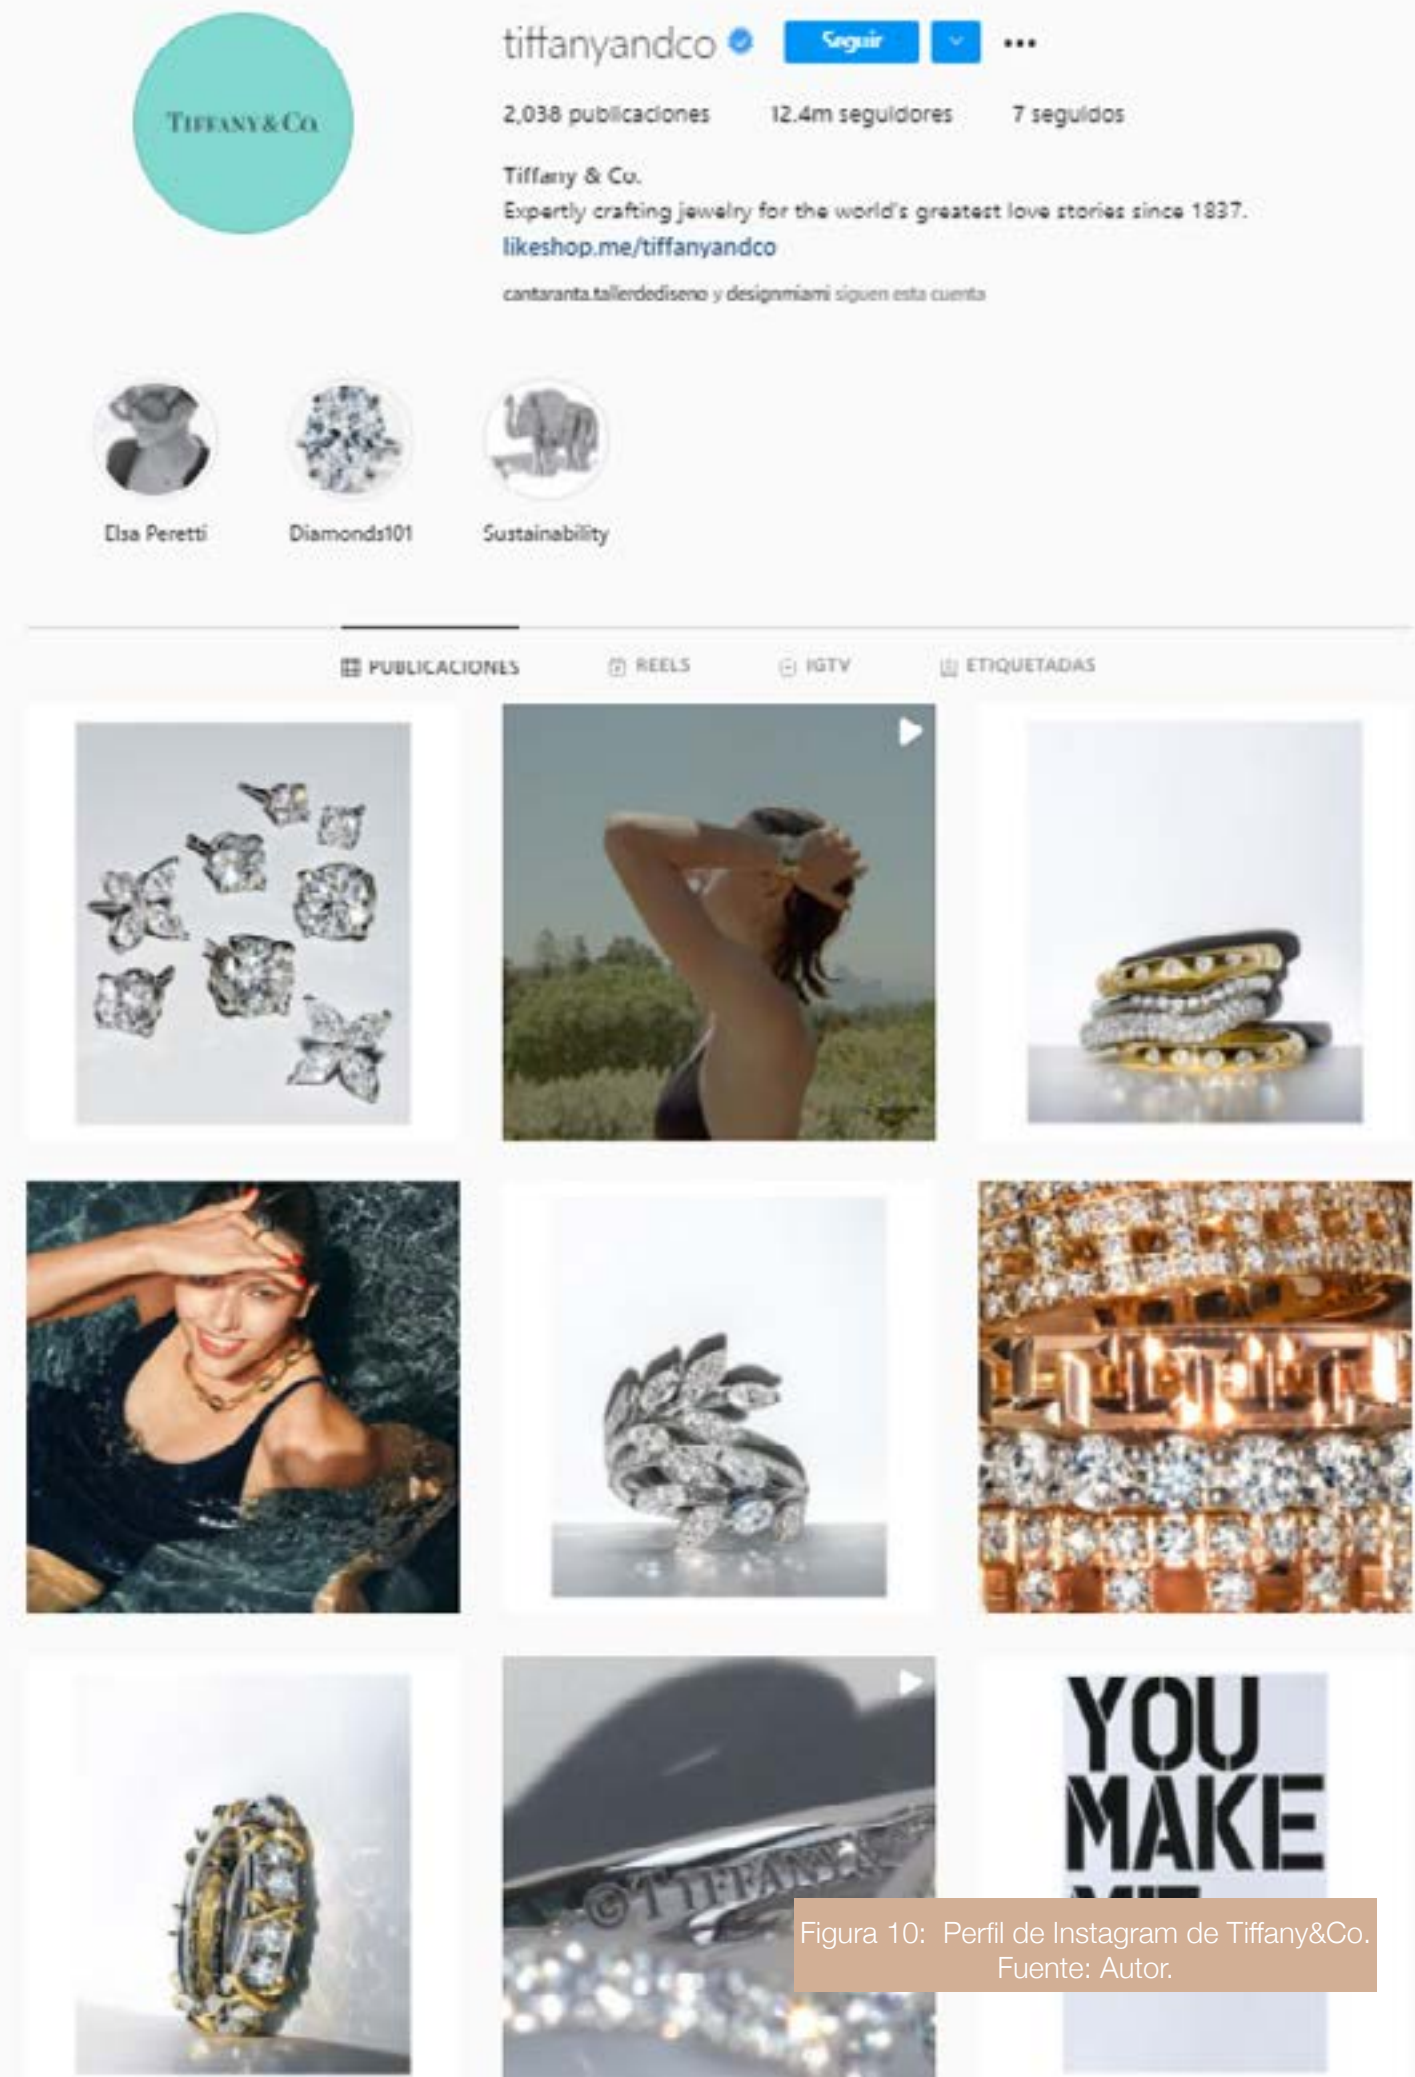 TIFFANY & CO.
tiffanyandco
Seguir
2,038 publicaciones 12.4m seguidores 7 seguidos
Tiffany & Co.
Expertly crafting jewelry for the world's greatest love stories since 1837.
likeshop.me/tiffanyandco
cantaranta.tallerdediseno y designmiami siguen esta cuenta
Elsa Peretti Diamonds101 Sustainability
PUBLICACIONES REELS IGTV ETIQUETADAS
©TIFFANY&
YOU
MAKE
Figura 10: Perfil de Instagram de Tiffany&Co.
Fuente: Autor.